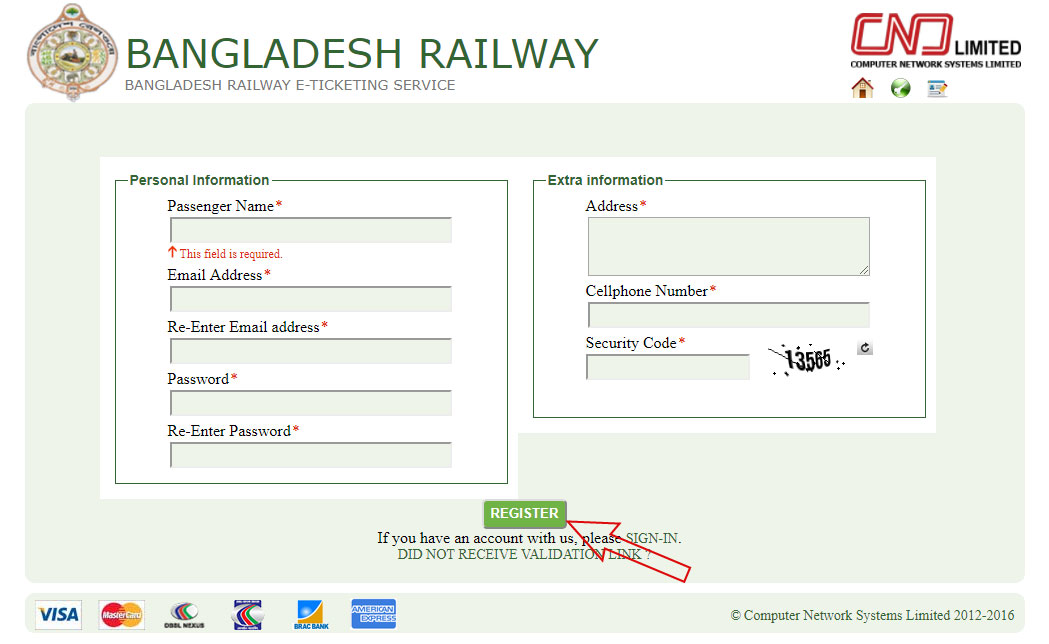 BANGLADESH RAILWAY
BANGLADESH RAILWAY E-TICKETING SERVICE
CNS LIMITED
COMPUTER NETWORK SYSTEMS LIMITED
Personal Information
Passenger Name*
This field is required.
Email Address*
Re-Enter Email address*
Password*
Re-Enter Password*
Extra information
Address*
Cellphone Number*
Security Code*
13565
REGISTER
If you have an account with us, please SIGN-IN.
DID NOT RECEIVE VALIDATION LINK ?
VISA
MasterCard
DBBL NEXUS
BRAC BANK
AMERICAN EXPRESS
© Computer Network Systems Limited 2012-2016